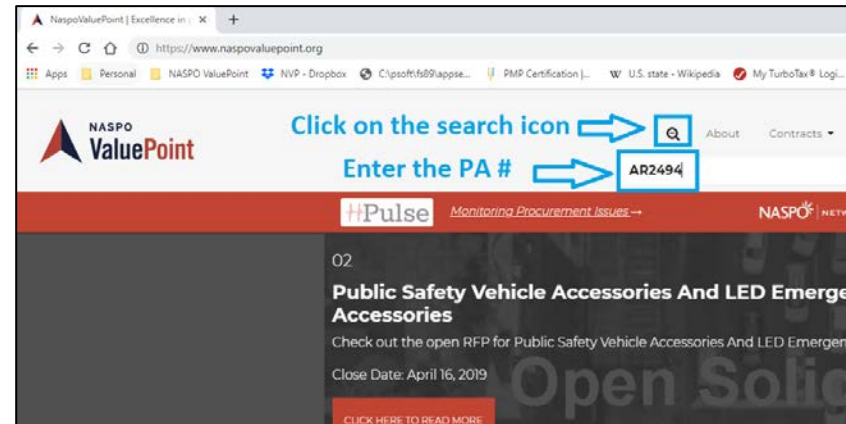 NaspoValuePoint | Excellence in
https://www.naspovaluepoint.org
Apps Personal NASPO ValuePoint NVP - Dropbox C:\psoft\fs89\appse... PMP Certification |... W U.S. state - Wikipedia My TurboTax® Logi...
Click on the search icon About Contracts
NASPO
ValuePoint
Enter the PA # AR2494
Pulse Monitoring Procurement Issues→ NASPO
02
Public Safety Vehicle Accessories And LED Emerge
Accessories
Check out the open RFP for Public Safety Vehicle Accessories And LED Emergen
Close Date: April 16, 2019
Open Solic
CLICK HERE TO READ MORE